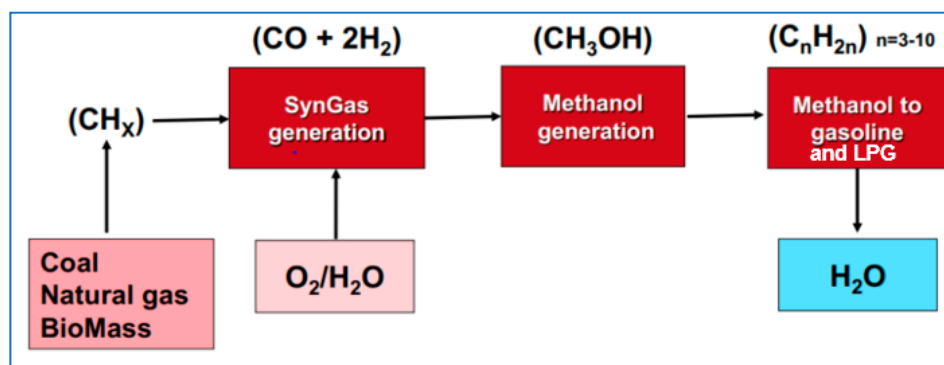 (CO + 2H₂)
(CH₃OH)
(CₙH₂ₙ) n=3-10
(CHₓ)
SynGas
generation
Methanol
generation
Methanol to
gasoline
and LPG
Coal
Natural gas
BioMass
O₂/H₂O
H₂O